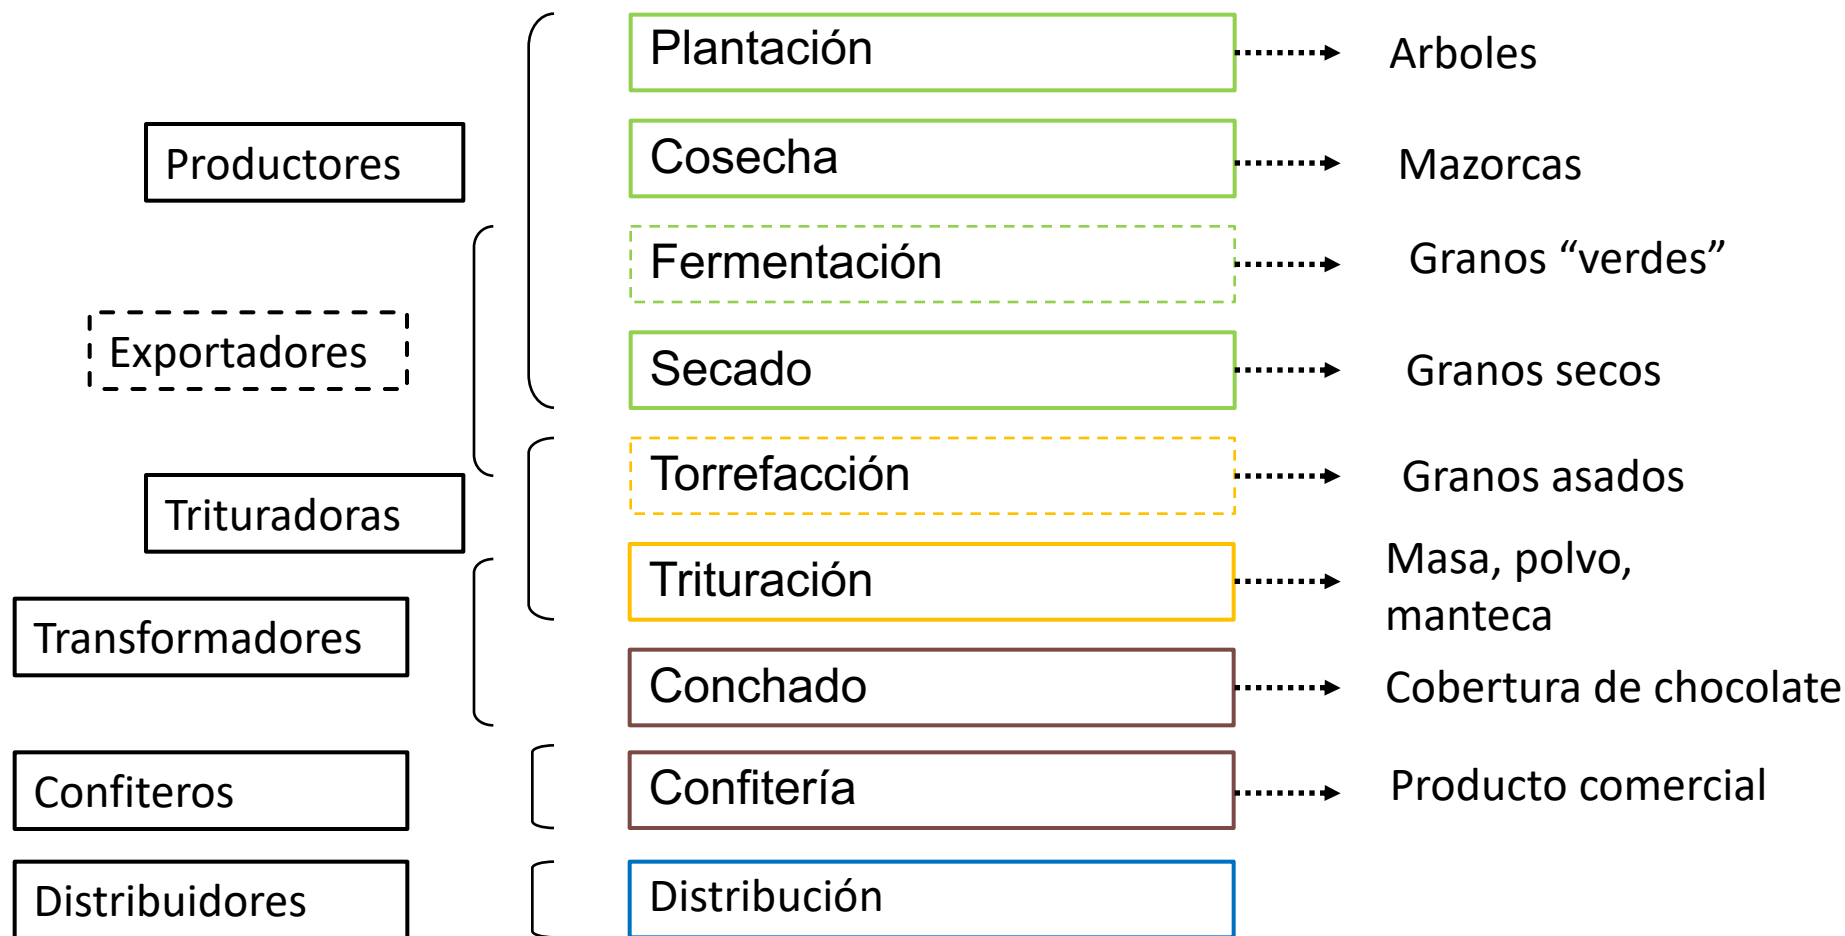 Plantación
Arboles
Productores
Cosecha
Mazorcas
Fermentación
Granos “verdes”
Exportadores
Secado
Granos secos
Torrefacción
Granos asados
Trituradoras
Trituración
Masa, polvo,
manteca
Transformadores
Conchado
Cobertura de chocolate
Confiteros
Confitería
Producto comercial
Distribuidores
Distribución